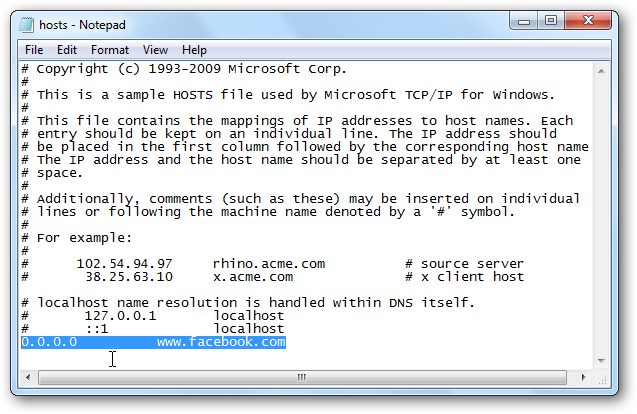 hosts - Notepad
File Edit Format View Help
# Copyright (c) 1993-2009 Microsoft Corp.
#
# This is a sample HOSTS file used by Microsoft TCP/IP for Windows.
#
# This file contains the mappings of IP addresses to host names. Each
# entry should be kept on an individual line. The IP address should
# be placed in the first column followed by the corresponding host name
# The IP address and the host name should be separated by at least one
# space.
#
# Additionally, comments (such as these) may be inserted on individual
# lines or following the machine name denoted by a '#' symbol.
#
# For example:
#
#      102.54.94.97     rhino.acme.com          # source server
#       38.25.63.10     x.acme.com              # x client host

# localhost name resolution is handled within DNS itself.
#       127.0.0.1       localhost
#       ::1             localhost
0.0.0.0          www.facebook.com